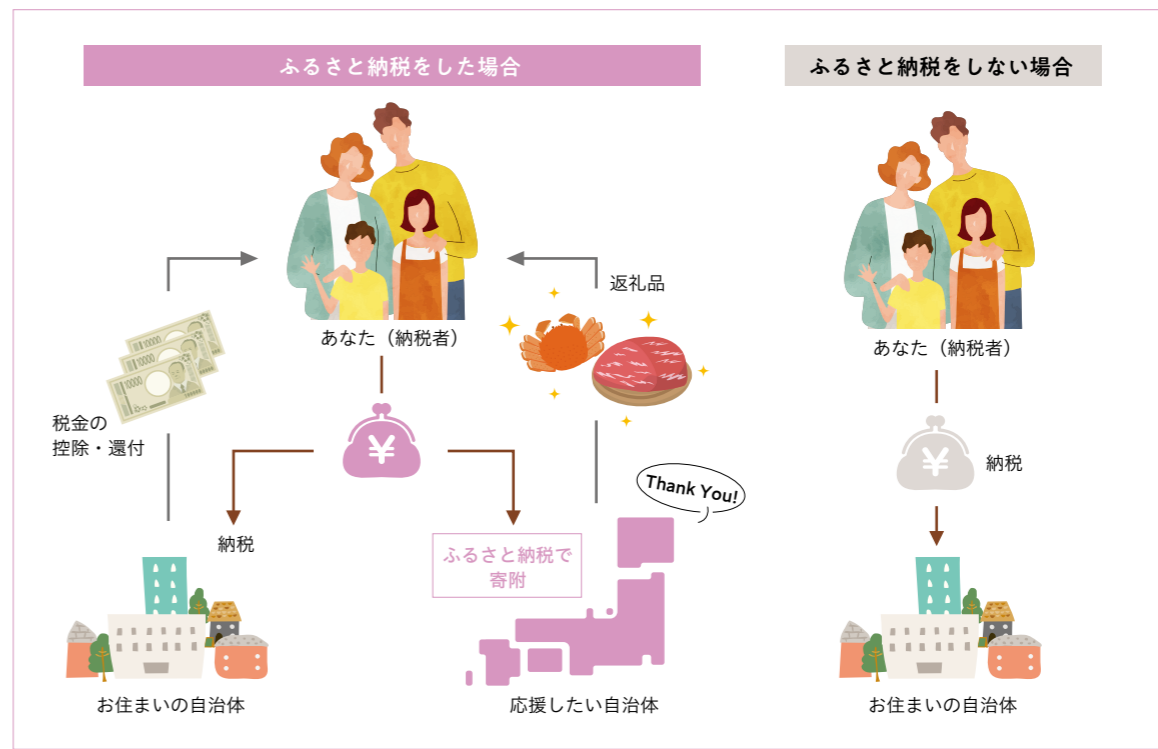 ふるさと納税をした場合
あなた（納税者）
返礼品
10000
10000
10000
税金の
控除・還付
¥
納税
ふるさと納税で
寄附
Thank You!
お住まいの自治体
応援したい自治体
ふるさと納税をしない場合
あなた（納税者）
¥
納税
お住まいの自治体